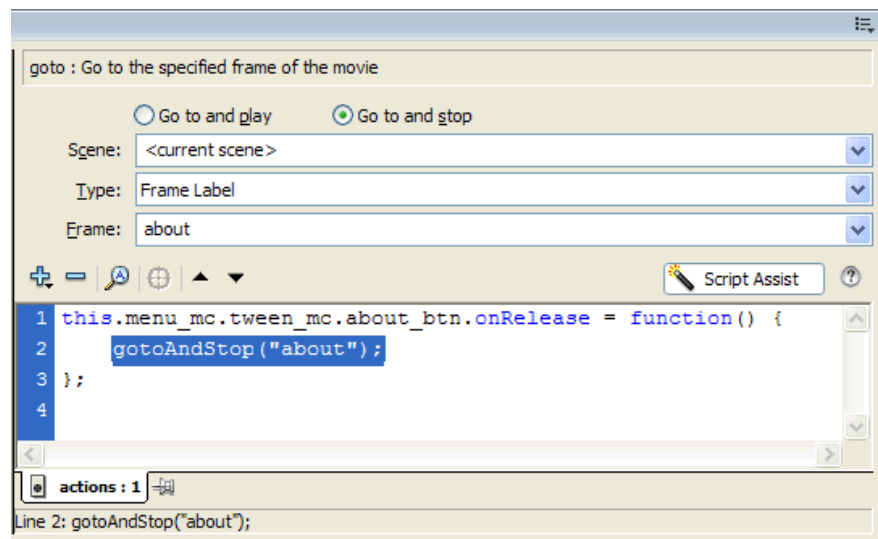 goto : Go to the specified frame of the movie
Go to and play Go to and stop
Scene: <current scene>
Type: Frame Label
Frame: about
Script Assist ?
1 this.menu_mc.tween_mc.about_btn.onRelease = function() {
2 gotoAndStop("about");
3 };
4
actions : 1
Line 2: gotoAndStop("about");